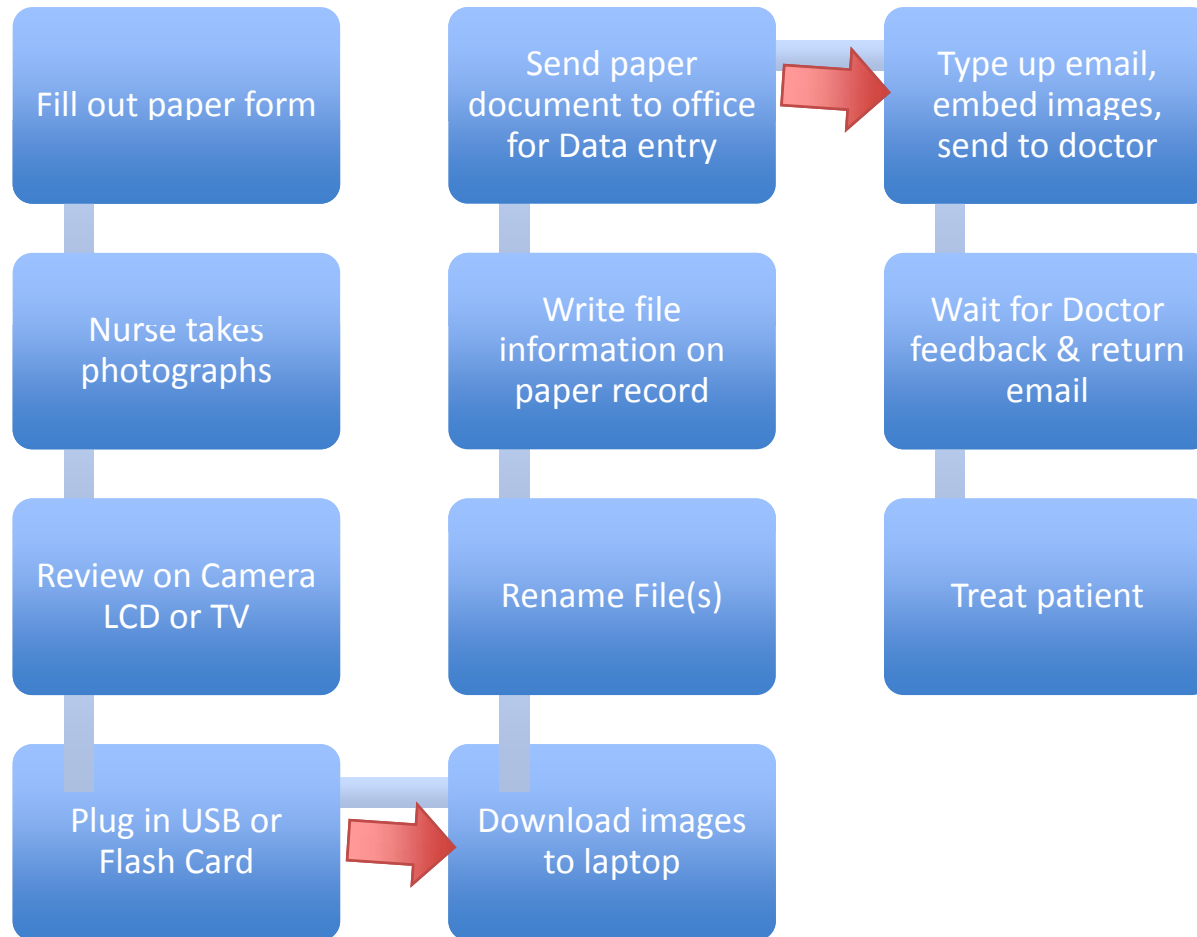 Fill out paper form
Nurse takes
photographs
Review on Camera
LCD or TV
Plug in USB or
Flash Card
Download images
to laptop
Rename File(s)
Write file
information on
paper record
Send paper
document to office
for Data entry
Type up email,
embed images,
send to doctor
Wait for Doctor
feedback & return
email
Treat patient